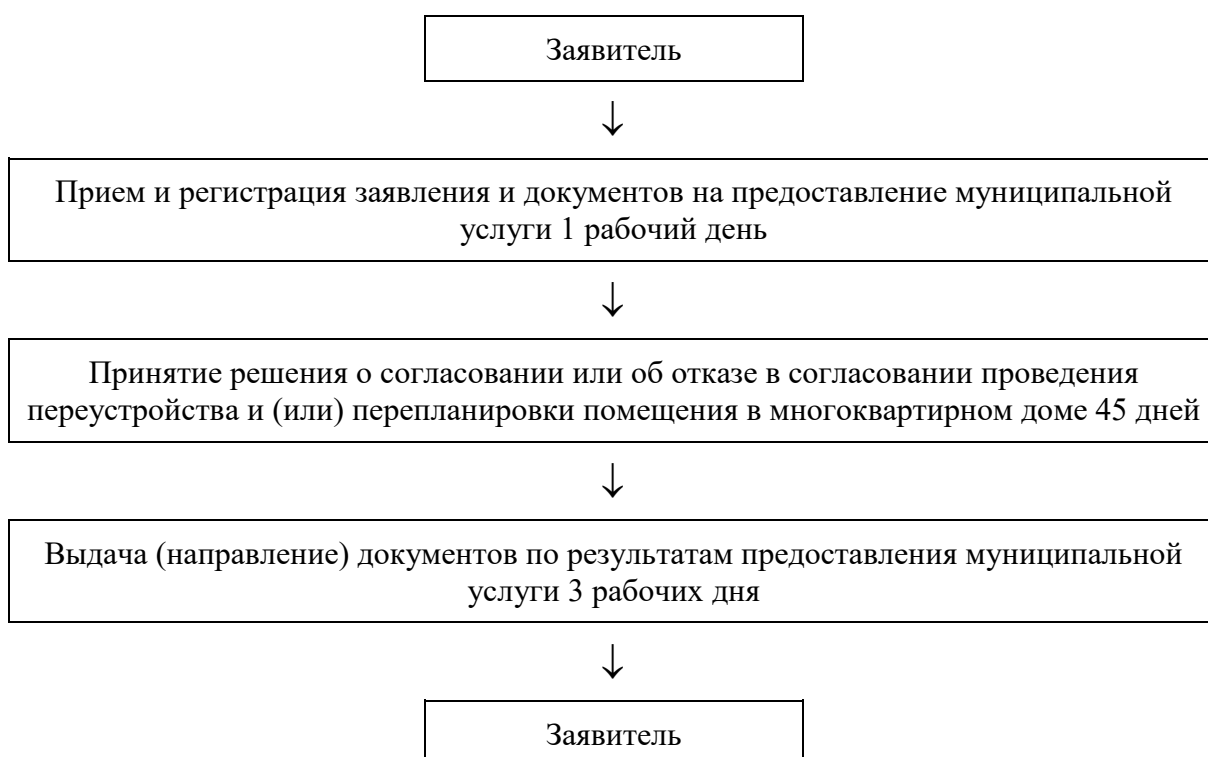 Заявитель
↓
Прием и регистрация заявления и документов на предоставление муниципальной
услуги 1 рабочий день
↓
Принятие решения о согласовании или об отказе в согласовании проведения
переустройства и (или) перепланировки помещения в многоквартирном доме 45 дней
↓
Выдача (направление) документов по результатам предоставления муниципальной
услуги 3 рабочих дня
↓
Заявитель